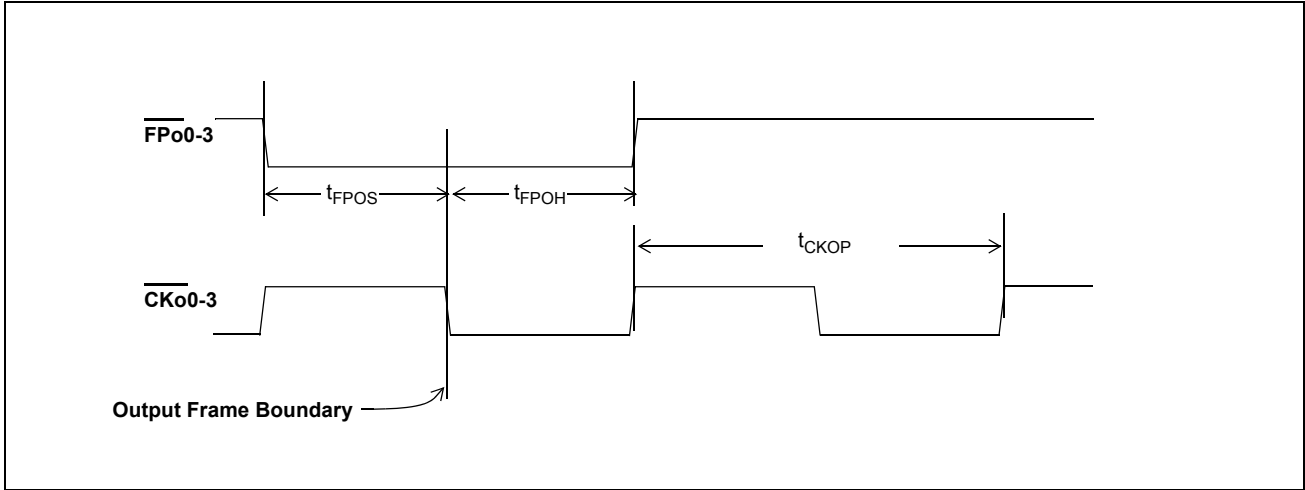 FPo0-3
tFPOS
tFPOH
tCKOP
CKo0-3
Output Frame Boundary